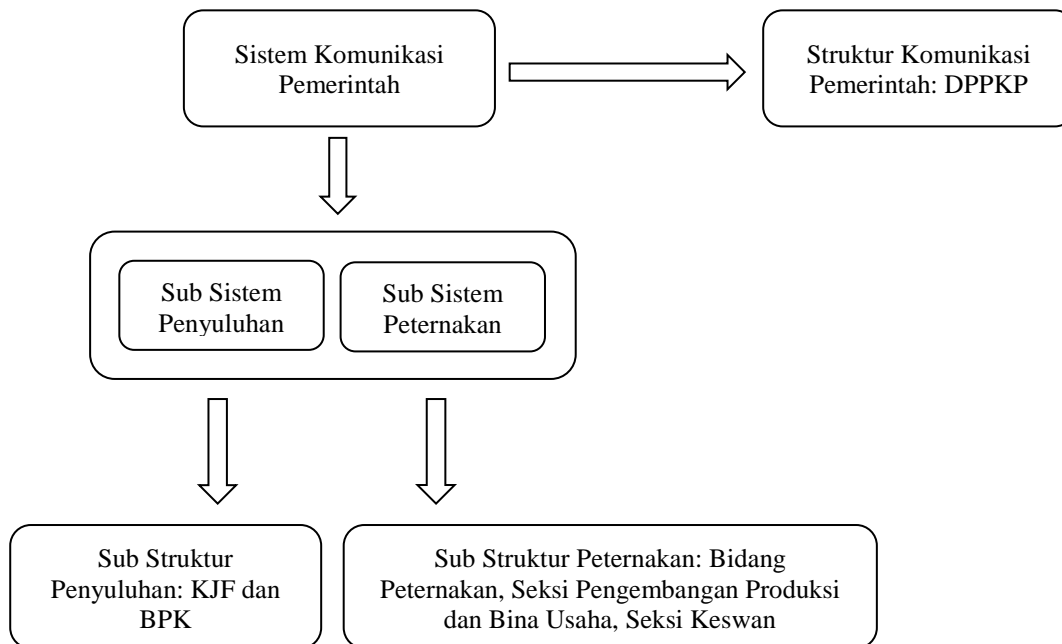 Sistem Komunikasi
Pemerintah
Struktur Komunikasi
Pemerintah: DPPKP
Sub Sistem
Penyuluhan
Sub Sistem
Peternakan
Sub Struktur
Penyuluhan: KJF dan
BPK
Sub Struktur Peternakan: Bidang
Peternakan, Seksi Pengembangan Produksi
dan Bina Usaha, Seksi Keswan